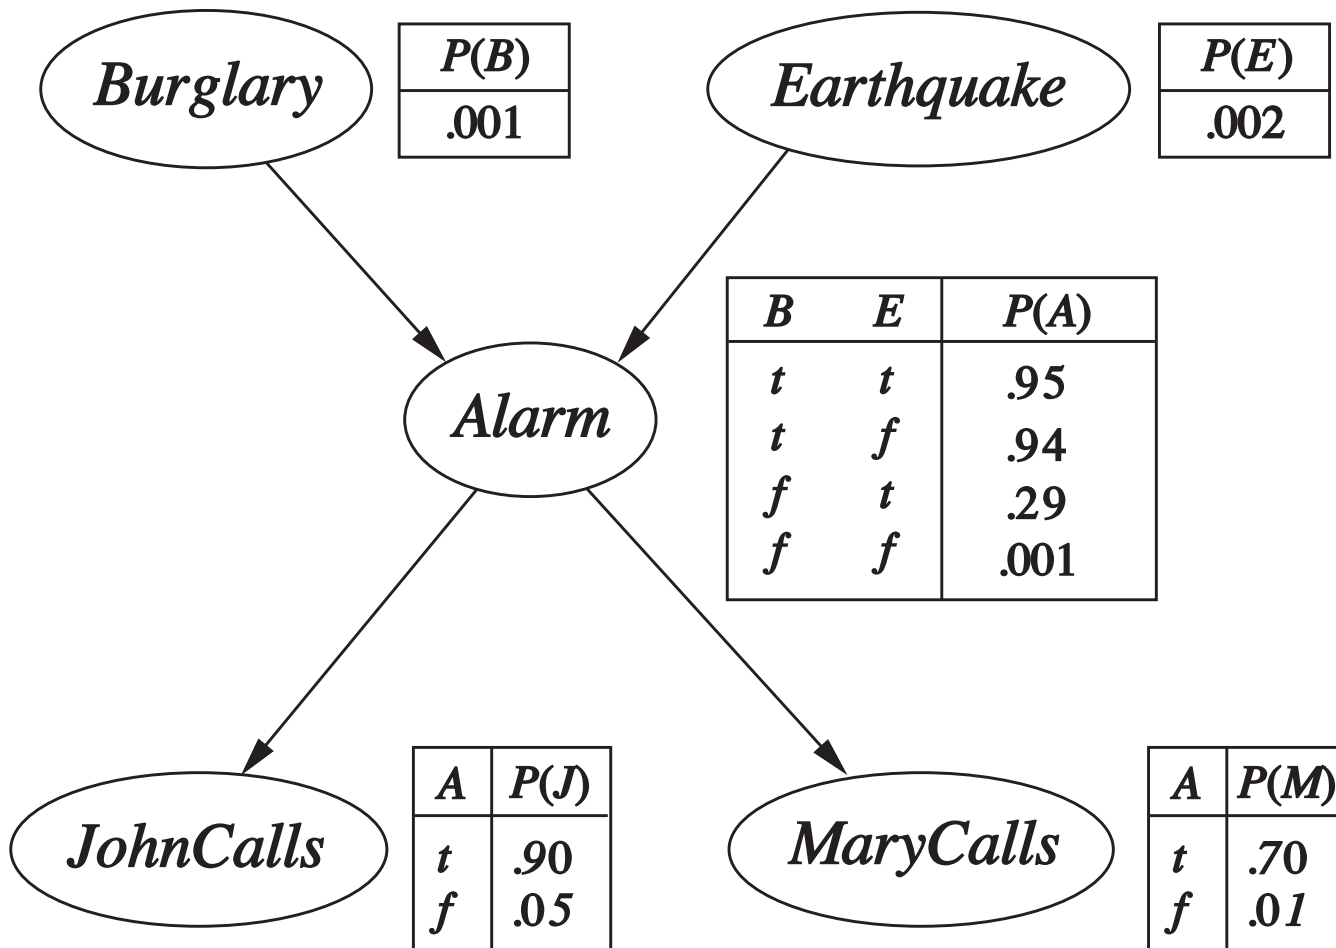 Burglary
P(B)
.001
Earthquake
P(E)
.002
Alarm
B E P(A)
t t .95
t f .94
f t .29
f f .001
JohnCalls
A P(J)
t .90
f .05
MaryCalls
A P(M)
t .70
f .01